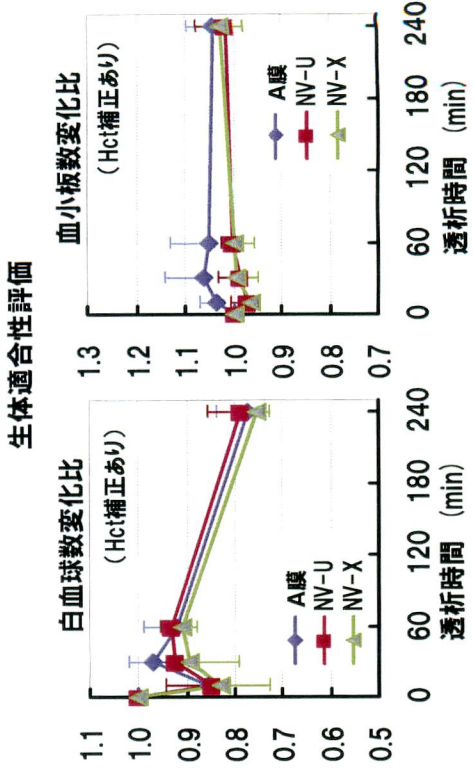 生体適合性評価
白血球数変化比
(Hct補正あり)
1.1
1.0
0.9
0.8
0.7
0.6
0.5
A膜
NV-U
NV-X
0 60 120 180 240
透析時間 (min)
血小板数変化比
(Hct補正あり)
1.3
1.2
1.1
1.0
0.9
0.8
0.7
A膜
NV-U
NV-X
0 60 120 180 240
透析時間 (min)